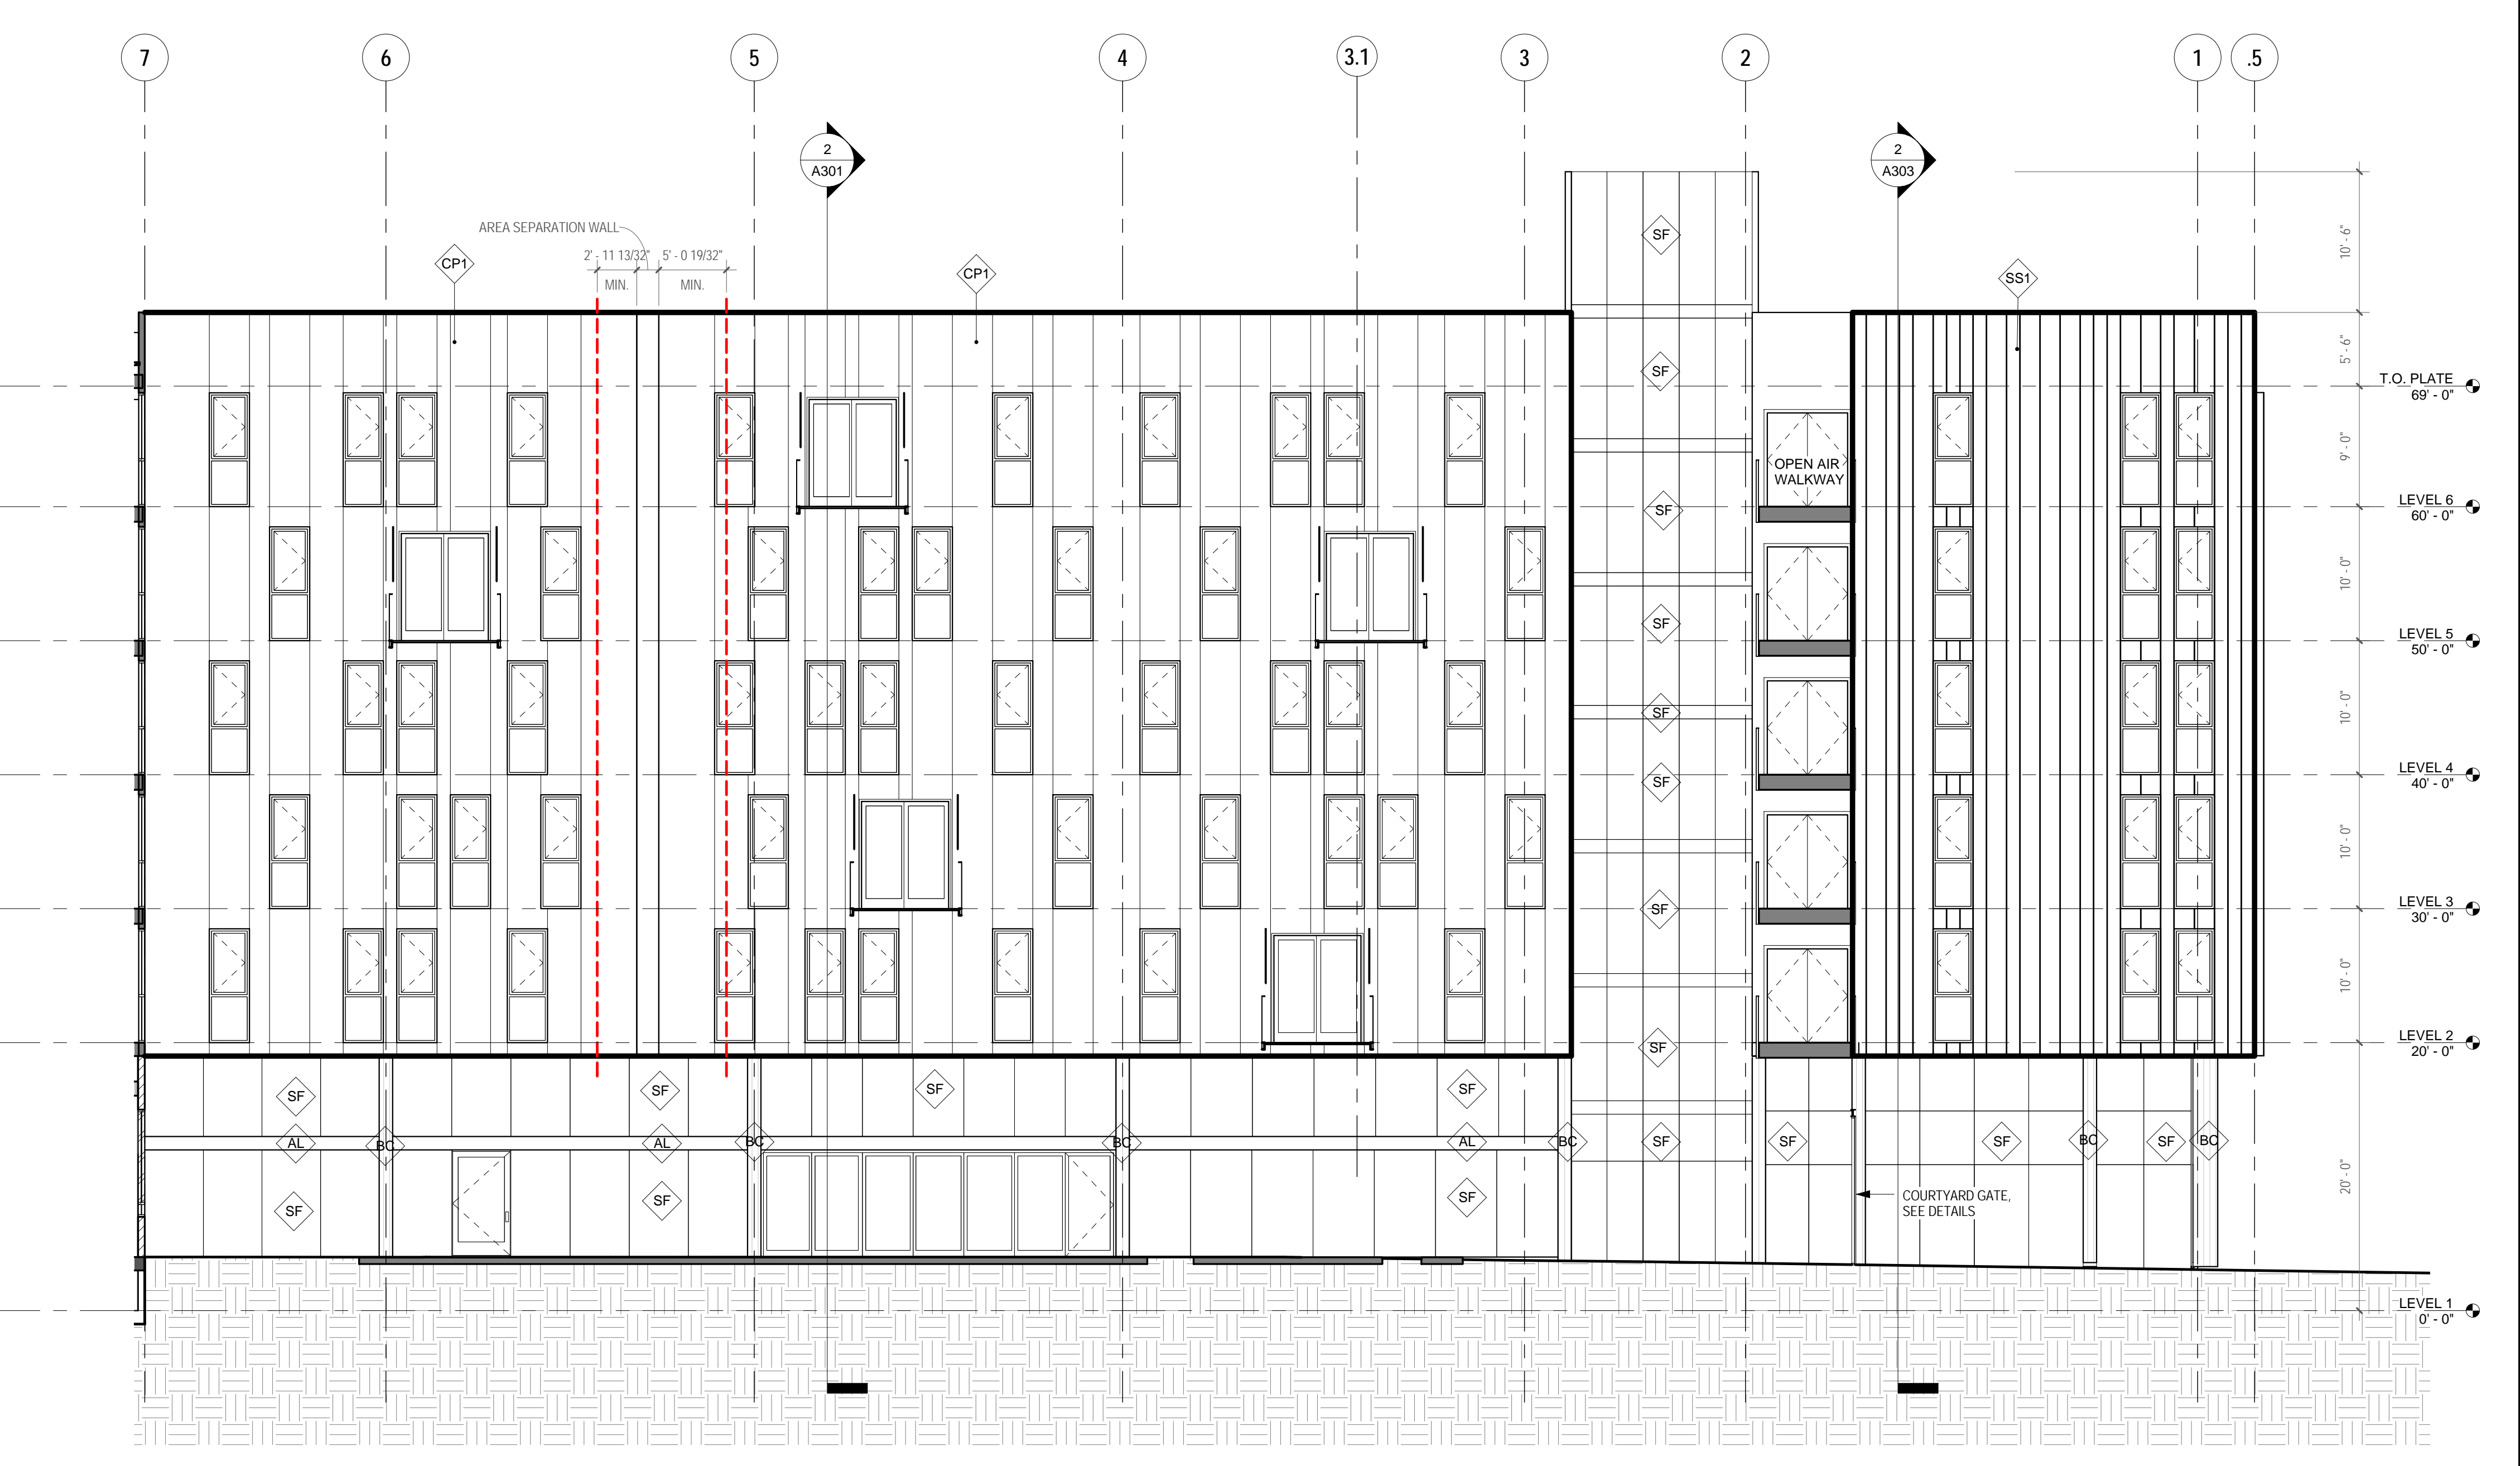 7
6
5
4
3.1
3
2
1
.5
2
A301
2
A303
AREA SEPARATION WALL
2' - 11 13/32"
5' - 0 19/32"
MIN.
MIN.
CP1
CP1
SF
SS1
10' - 6"
5' - 6"
SF
T.O. PLATE
69' - 0"
9' - 0"
OPEN AIR
WALKWAY
SF
LEVEL 6
60' - 0"
10' - 0"
SF
LEVEL 5
50' - 0"
10' - 0"
SF
SF
LEVEL 4
40' - 0"
10' - 0"
SF
LEVEL 3
30' - 0"
10' - 0"
SF
LEVEL 2
20' - 0"
SF
SF
SF
SF
AL
BC
AL
BC
BC
AL
BC
SF
SF
SF
BC
SF
BC
SF
SF
SF
20' - 0"
COURTYARD GATE,
SEE DETAILS
LEVEL 1
0' - 0"